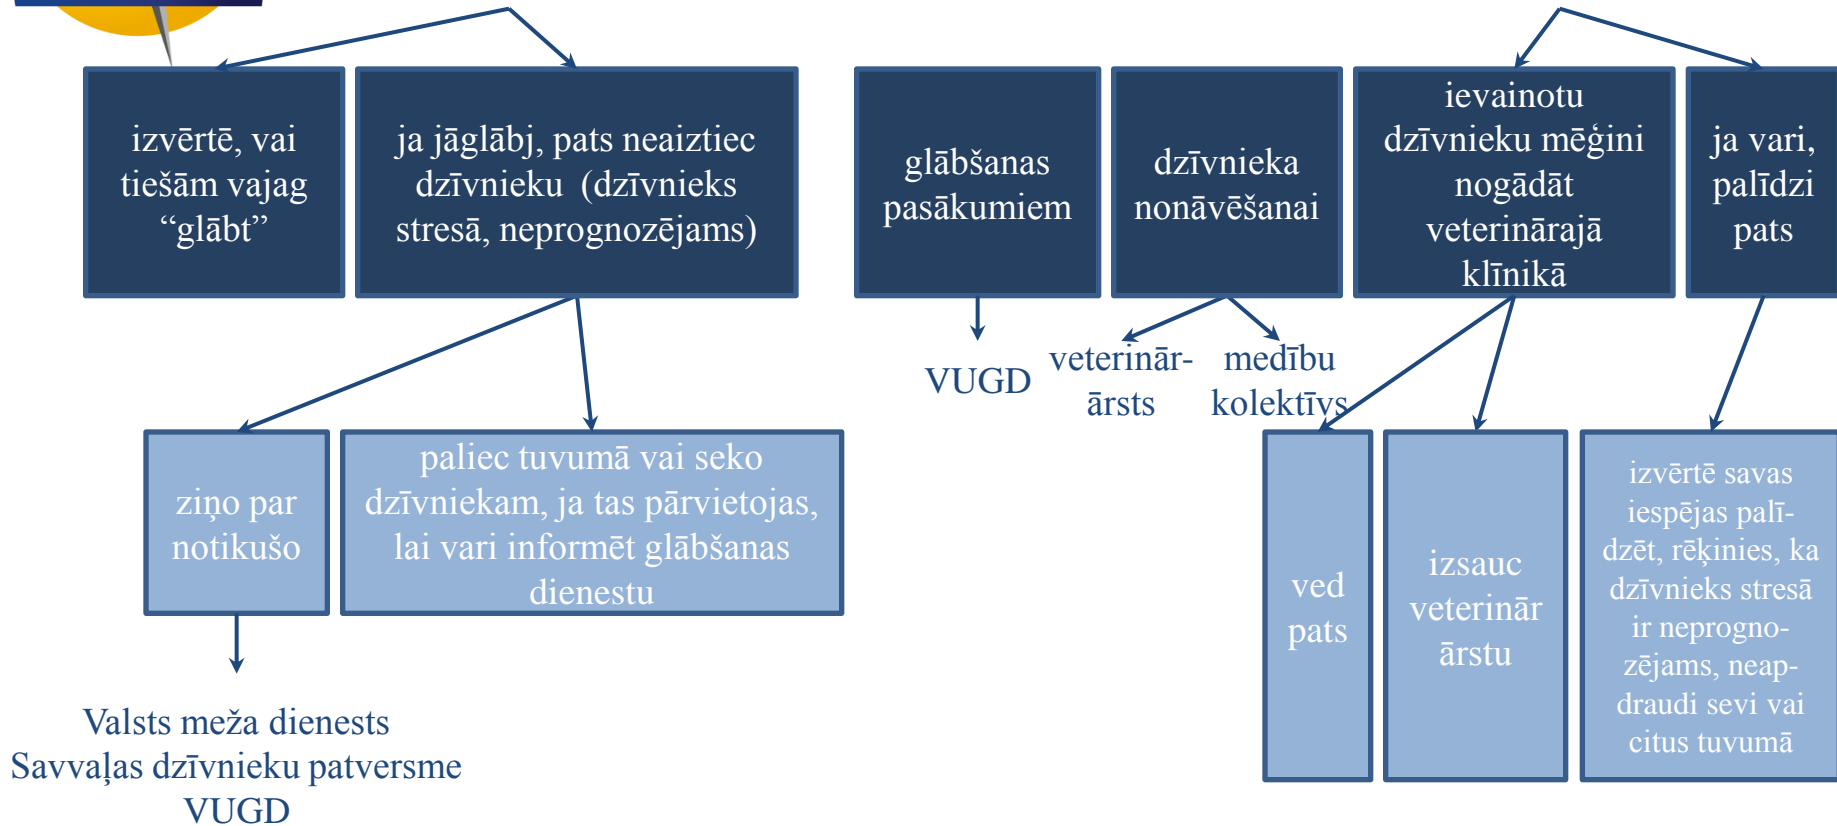 izvērtē, vai
tiešām vajag
“glābt”
ja jāglābj, pats neaiztiec
dzīvnieku (dzīvnieks
stresā, neprognozējams)
glābšanas
pasākumiem
dzīvnieka
nonāvēšanai
ievainotu
dzīvnieku mēģini
nogādāt
veterinārajā
klīnikā
ja vari,
palīdzi
pats
VUGD
veterinār-
ārsts
medību
kolektīvs
ziņo par
notikušo
paliec tuvumā vai seko
dzīvniekam, ja tas pārvietojas,
lai vari informēt glābšanas
dienestu
ved
pats
izsauc
veterinār
ārstu
izvērtē savas
iespējas palī-
dzēt, rēķinies, ka
dzīvnieks stresā
ir neprogno-
zējams, neap-
draudi sevi vai
citus tuvumā
Valsts meža dienests
Savvaļas dzīvnieku patversme
VUGD